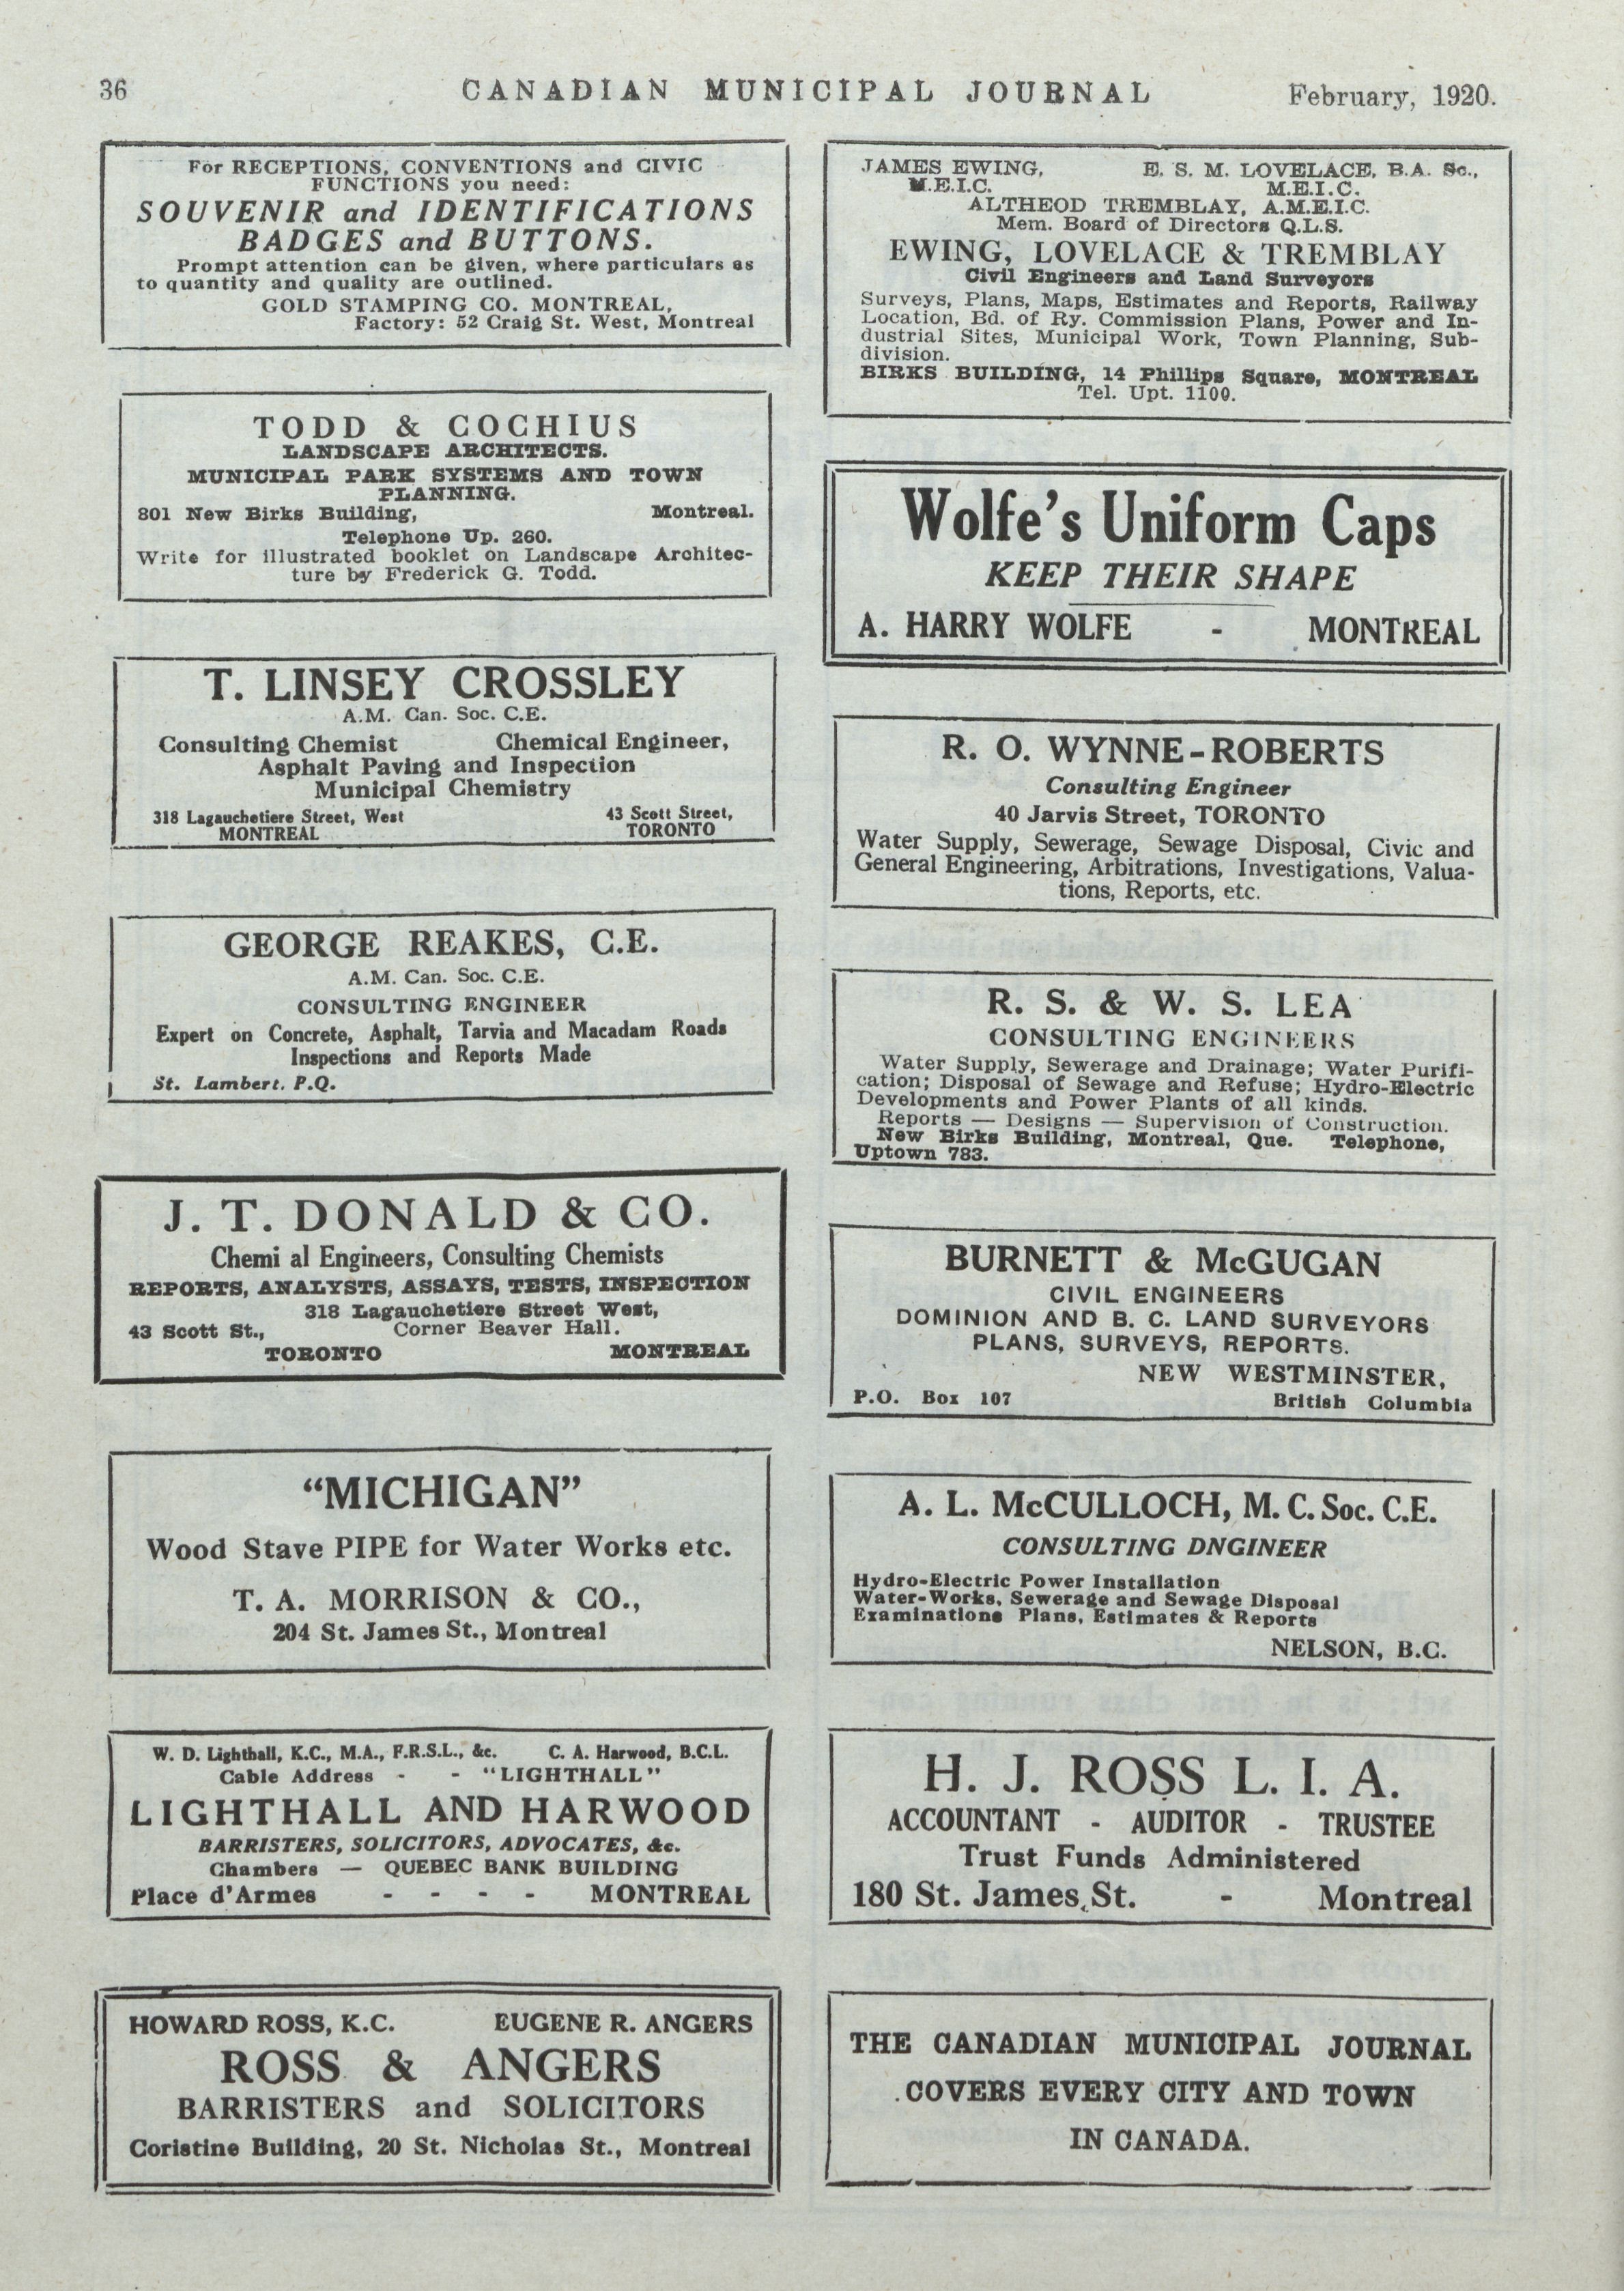 36
CANADIAN MUNICIPAL JOURNAL
February, 1920.
For RECEPTIONS, CONVENTIONS and CIVIC
FUNCTIONS you need:
SOUVENIR and IDENTIFICATIONS
BADGES and BUTTONS.
Prompt attention can be given, where particulars as
to quantity and quality are outlined.
GOLD STAMPING CO. MONTREAL,
Factory: 52 Craig St. West, Montreal
TODD & COCHIUS
LANDSCAPE ARCHITECTS.
MUNICIPAL PARK SYSTEMS AND TOWN
PLANNING.
801 New Birks Building, Montreal.
Telephone Up. 260.
Write for illustrated booklet on Landscape Architec-
ture by Frederick G. Todd.
T. LINSEY CROSSLEY
A.M. Can. Soc. C.E.
Consulting Chemist Chemical Engineer,
Asphalt Paving and Inspection
Municipal Chemistry
318 Lagauchetiere Street, West 43 Scott Street,
MONTREAL TORONTO
GEORGE REAKES, C.E.
A.M. Can. Soc. C.E.
CONSULTING ENGINEER
Expert on Concrete, Asphalt, Tarvia and Macadam Roads
Inspections and Reports Made
St. Lambert, P.Q.
J. T. DONALD & CO.
Chemi al Engineers, Consulting Chemists
REPORTS, ANALYSTS, ASSAYS, TESTS, INSPECTION
318 Lagauchetiere Street West,
43 Scott St., Corner Beaver Hall.
TORONTO MONTREAL
"MICHIGAN"
Wood Stave PIPE for Water Works etc.
T. A. MORRISON & CO.,
204 St. James St., Montreal
W. D. Lighthall, K.C., M.A., F.R.S.L., &c. C. A. Harwood, B.C.L.
Cable Address - - "LIGHTHALL"
LIGHTHALL AND HARWOOD
BARRISTERS, SOLICITORS, ADVOCATES, &c.
Chambers — QUEBEC BANK BUILDING
Place d'Armes - - - - MONTREAL
HOWARD ROSS, K.C. EUGENE R. ANGERS
ROSS & ANGERS
BARRISTERS and SOLICITORS
Coristine Building, 20 St. Nicholas St., Montreal
JAMES EWING, E. S. M. LOVELACE, B.A. Sc.,
M.E.I.C. M.E.I.C.
ALTHEOD TREMBLAY, A.M.E.I.C.
Mem. Board of Directors Q.L.S.
EWING, LOVELACE & TREMBLAY
Civil Engineers and Land Surveyors
Surveys, Plans, Maps, Estimates and Reports, Railway
Location, Bd. of Ry. Commission Plans, Power and In-
dustrial Sites, Municipal Work, Town Planning, Sub-
division.
BIRKS BUILDING, 14 Phillips Square, MONTREAL
Tel. Upt. 1100.
Wolfe's Uniform Caps
KEEP THEIR SHAPE
A. HARRY WOLFE - MONTREAL
R. O. WYNNE-ROBERTS
Consulting Engineer
40 Jarvis Street, TORONTO
Water Supply, Sewerage, Sewage Disposal, Civic and
General Engineering, Arbitrations, Investigations, Valua-
tions, Reports, etc.
R. S. & W. S. LEA
CONSULTING ENGINEERS
Water Supply, Sewerage and Drainage; Water Purifi-
cation; Disposal of Sewage and Refuse; Hydro-Electric
Developments and Power Plants of all kinds.
Reports — Designs — Supervision of Construction.
New Birks Building, Montreal, Que. Telephone,
Uptown 783.
BURNETT & McGUGAN
CIVIL ENGINEERS
DOMINION AND B. C. LAND SURVEYORS
PLANS, SURVEYS, REPORTS.
NEW WESTMINSTER,
P.O. Box 107 British Columbia
A. L. McCULLOCH, M. C. Soc. C.E.
CONSULTING DNGINEER
Hydro-Electric Power Installation
Water-Works, Sewerage and Sewage Disposal
Examinations Plans, Estimates & Reports
NELSON, B.C.
H. J. ROSS L. I. A.
ACCOUNTANT - AUDITOR - TRUSTEE
Trust Funds Administered
180 St. James St. - Montreal
THE CANADIAN MUNICIPAL JOURNAL
COVERS EVERY CITY AND TOWN
IN CANADA.